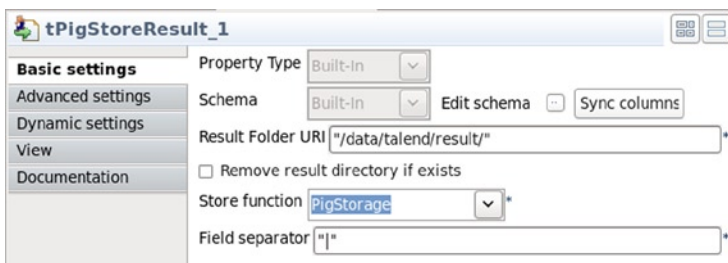 tPigStoreResult_1
Basic settings
Advanced settings
Dynamic settings
View
Documentation
Property Type Built-In
Schema Built-In Edit schema Sync columns
Result Folder URI "/data/talend/result/" *
Remove result directory if exists
Store function PigStorage *
Field separator "|" *